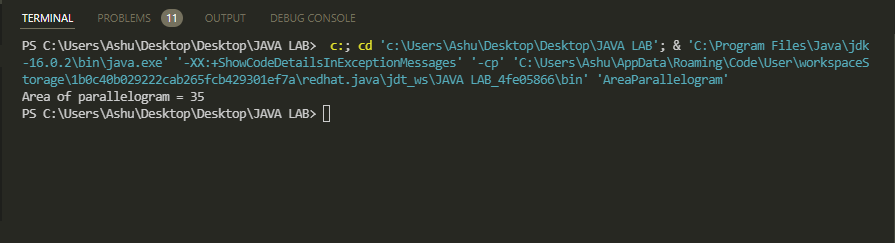 TERMINAL PROBLEMS 11 OUTPUT DEBUG CONSOLE
PS C:\Users\Ashu\Desktop\Desktop\JAVA LAB>  c:; cd 'c:\Users\Ashu\Desktop\Desktop\JAVA LAB'; & 'C:\Program Files\Java\jdk
-16.0.2\bin\java.exe' '-XX:+ShowCodeDetailsInExceptionMessages' '-cp' 'C:\Users\Ashu\AppData\Roaming\Code\User\workspaceS
torage\1b0c40b029222cab265fcb429301ef7a\redhat.java\jdt_ws\JAVA LAB_4fe05866\bin' 'AreaParallelogram'
Area of parallelogram = 35
PS C:\Users\Ashu\Desktop\Desktop\JAVA LAB>